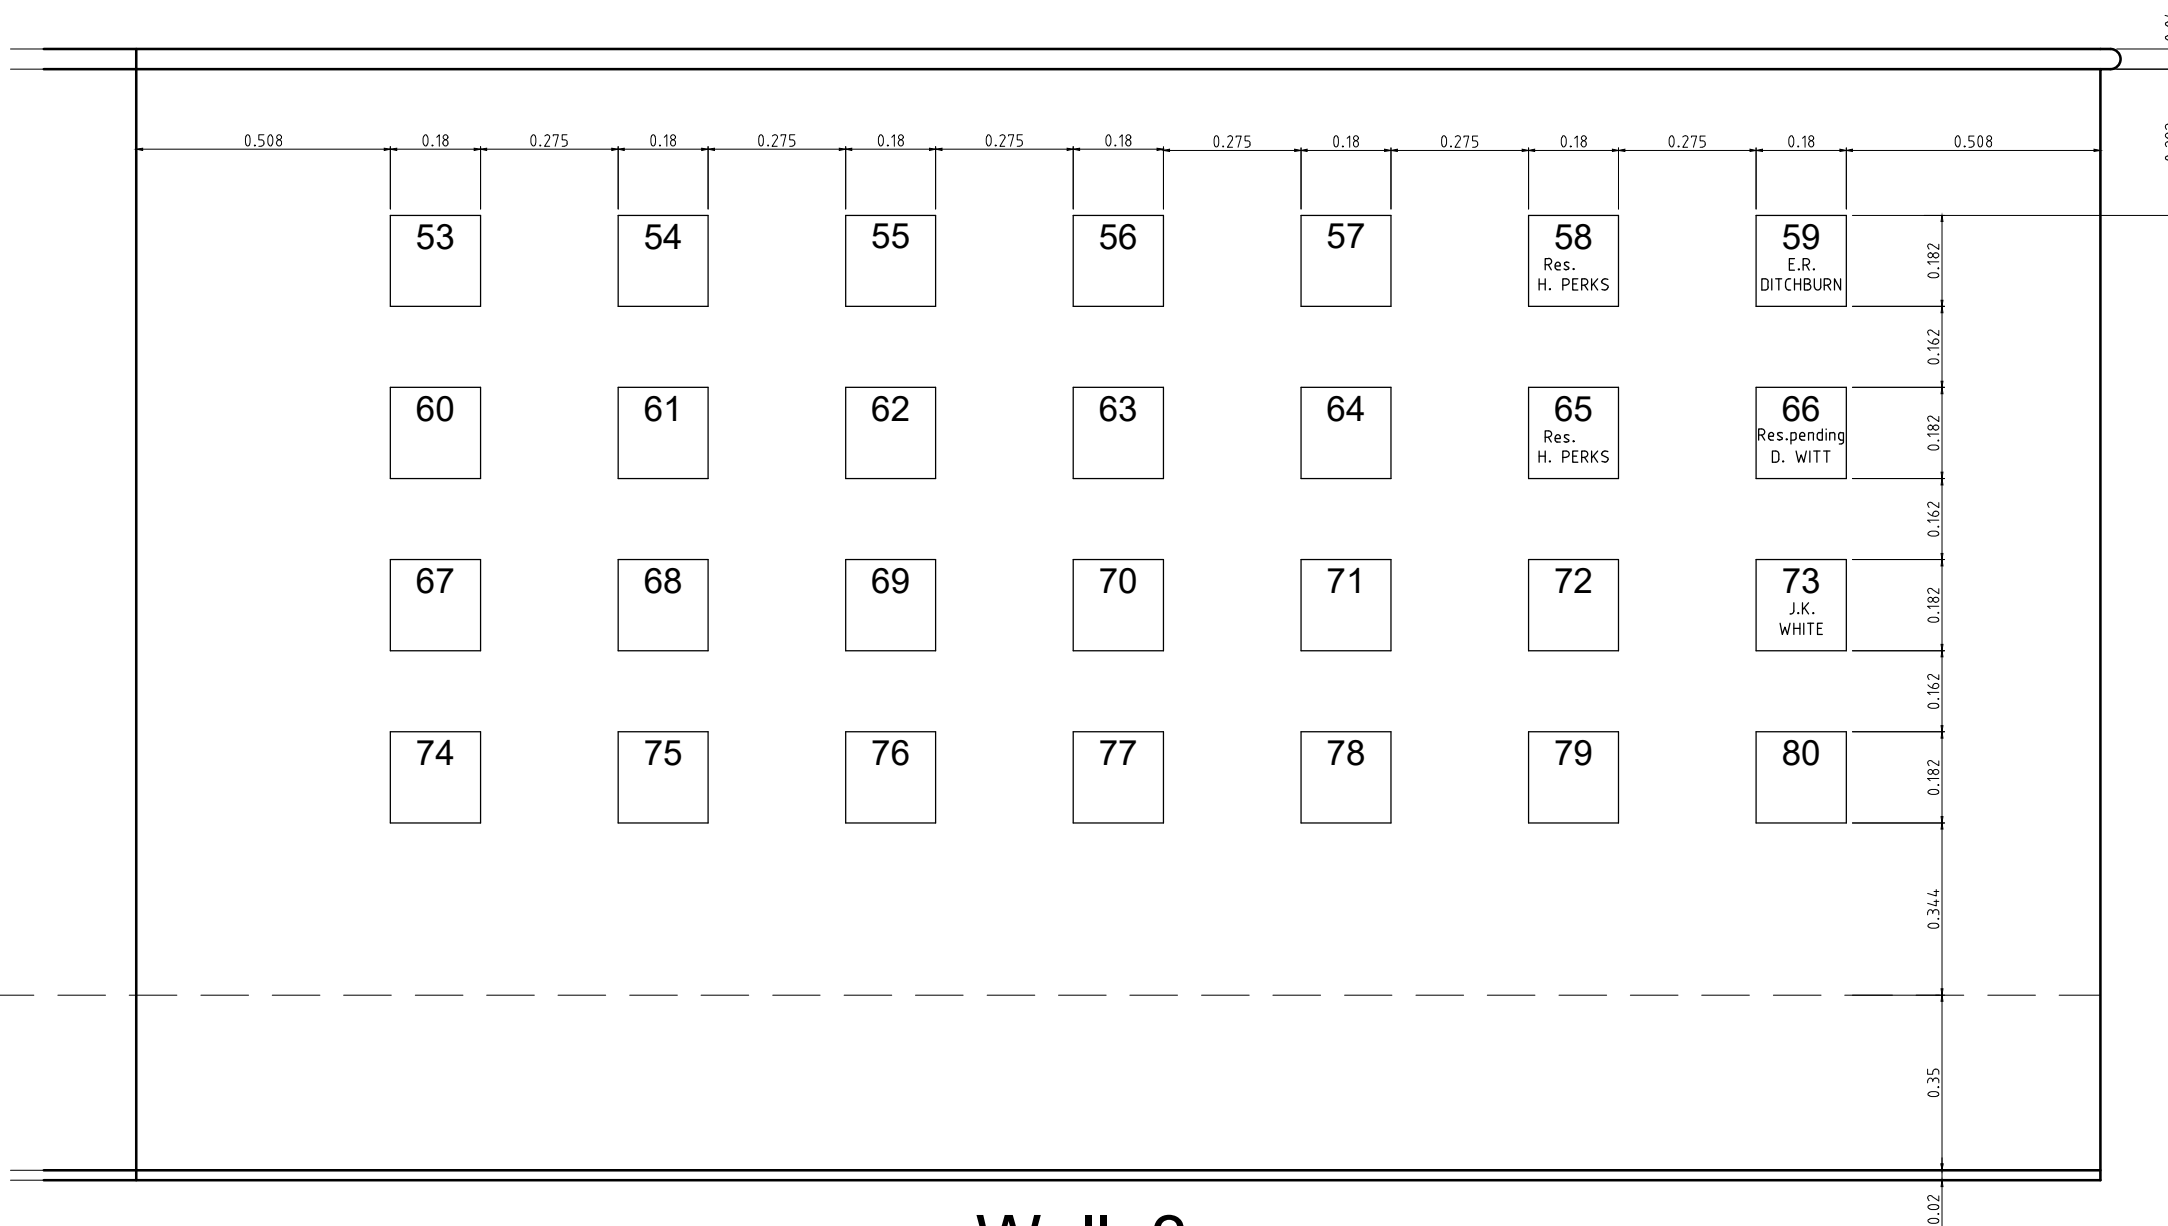 0.508 0.18 0.275 0.18 0.275 0.18 0.275 0.18 0.275 0.18 0.275 0.18 0.275 0.18 0.508
53 54 55 56 57 58 59
Res. E.R.
H. PERKS DITCHBURN
0.182
0.162
60 61 62 63 64 65 66
Res. Res.pending
H. PERKS D. WITT
0.182
0.162
67 68 69 70 71 72 73
J.K.
WHITE
0.182
0.162
74 75 76 77 78 79 80
0.182
0.344
0.35
0.02